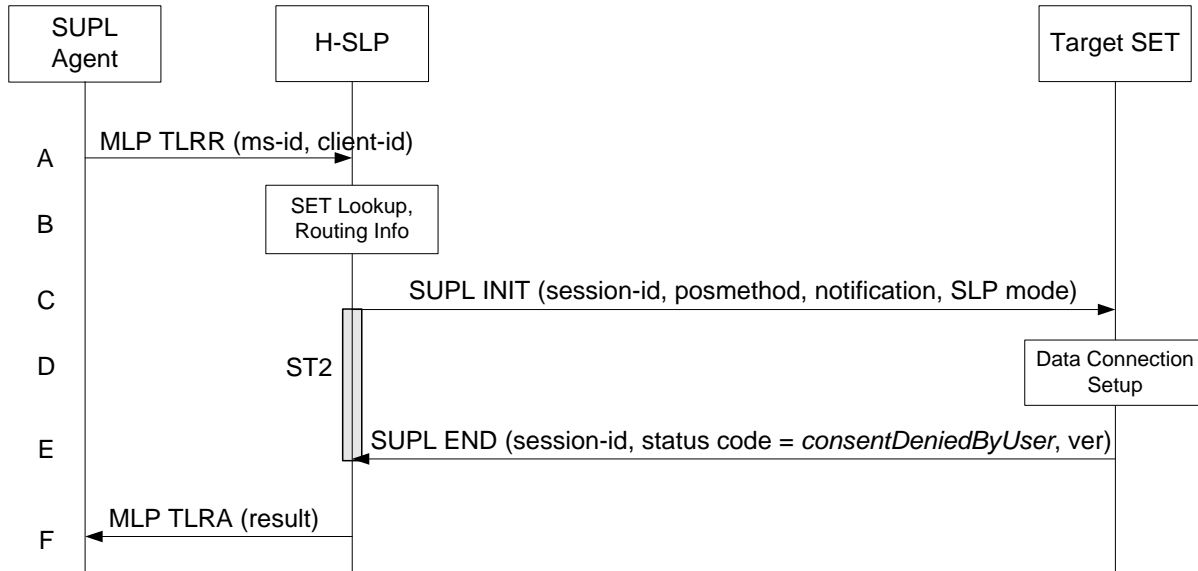 SUPL
Agent
H-SLP
Target SET
A
MLP TLRR (ms-id, client-id)
B
SET Lookup,
Routing Info
C
SUPL INIT (session-id, posmethod, notification, SLP mode)
D
ST2
Data Connection
Setup
E
SUPL END (session-id, status code = consentDeniedByUser, ver)
F
MLP TLRA (result)